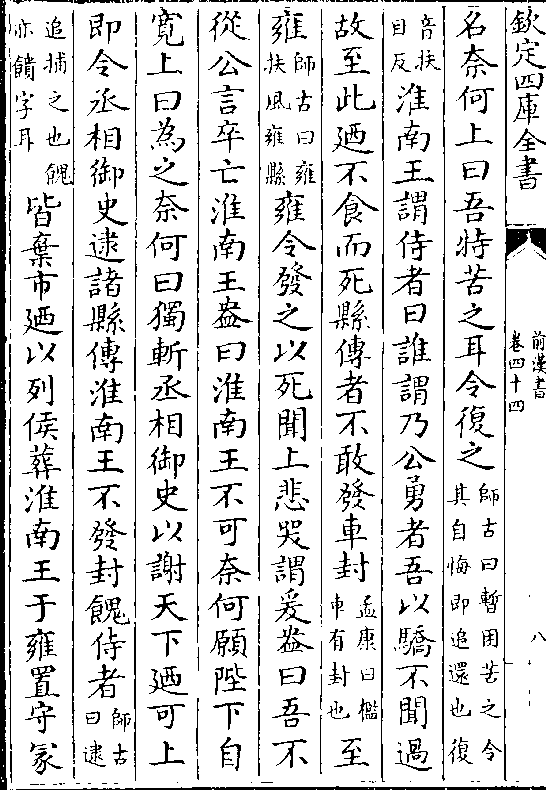 欽定四庫全書
前漢書
卷四十四
八
名奈何上曰吾特苦之耳令復之師古曰暫困苦之令其自悔即追還也復
音扶目反淮南王謂侍者曰誰謂乃公勇者吾以驕不聞過
故至此廼不食而死縣傳者不敢發車封孟康曰檻車有封也至
雍師古曰雍扶風雍縣雍令發之以死聞上悲哭謂爰盎曰吾不
從公言卒亡淮南王盎曰淮南王不可奈何願陛下自
寛上曰為之奈何曰獨斬丞相御史以謝天下廼可上
即令丞相御史逮諸縣傳淮南王不發封餽侍者師古曰逮
追捕之也餽亦饋字耳皆棄市廼以列侯葬淮南王于雍置守冢